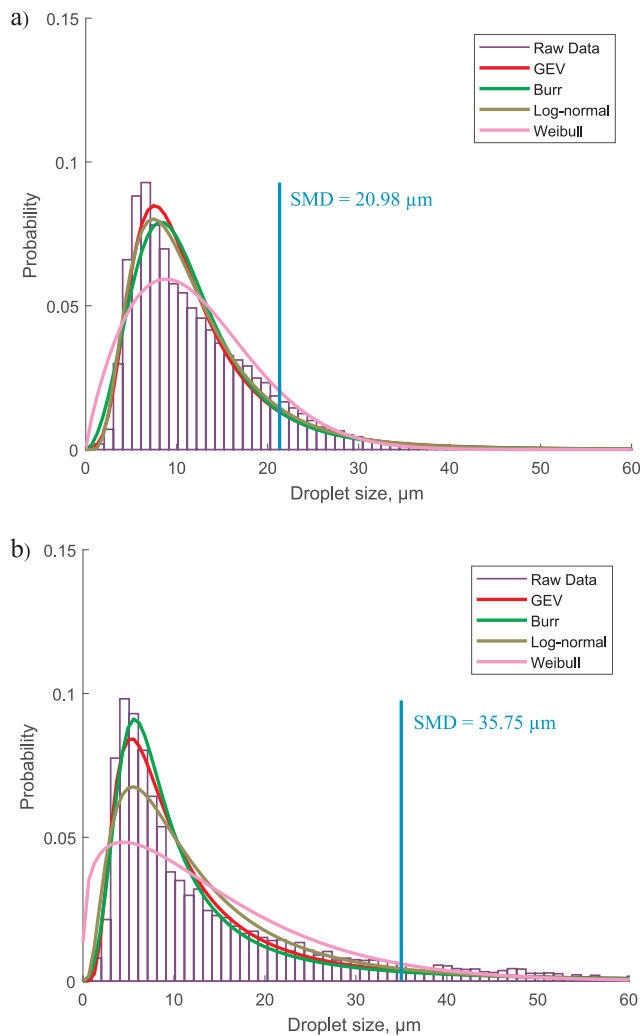 a)
0.15
Raw Data
GEV
Burr
Log-normal
Weibull
0.1
SMD = 20.98 µm
Probability
0.05
0
0 10 20 30 40 50 60
Droplet size, µm
b)
0.15
Raw Data
GEV
Burr
Log-normal
Weibull
0.1
SMD = 35.75 µm
Probability
0.05
0
0 10 20 30 40 50 60
Droplet size, µm